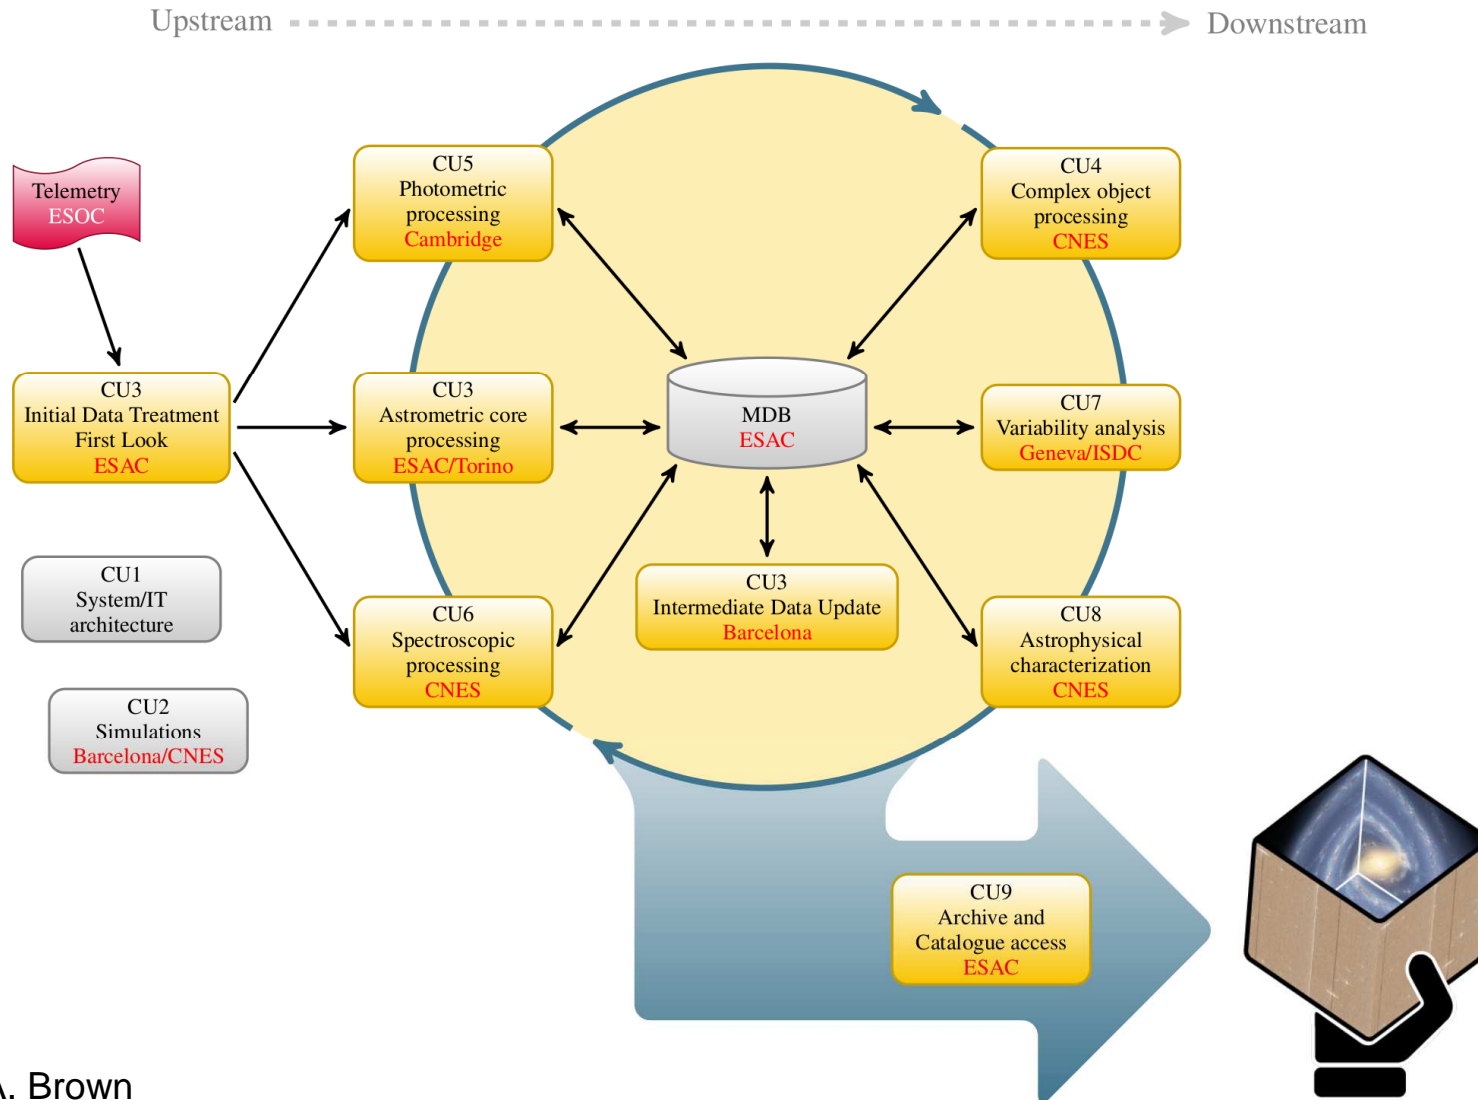 Upstream
Downstream
Telemetry
ESOC
CU5
Photometric
processing
Cambridge
CU4
Complex object
processing
CNES
CU3
Initial Data Treatment
First Look
ESAC
CU3
Astrometric core
processing
ESAC/Torino
MDB
ESAC
CU7
Variability analysis
Geneva/ISDC
CU1
System/IT
architecture
CU6
Spectroscopic
processing
CNES
CU3
Intermediate Data Update
Barcelona
CU8
Astrophysical
characterization
CNES
CU2
Simulations
Barcelona/CNES
CU9
Archive and
Catalogue access
ESAC
A. Brown